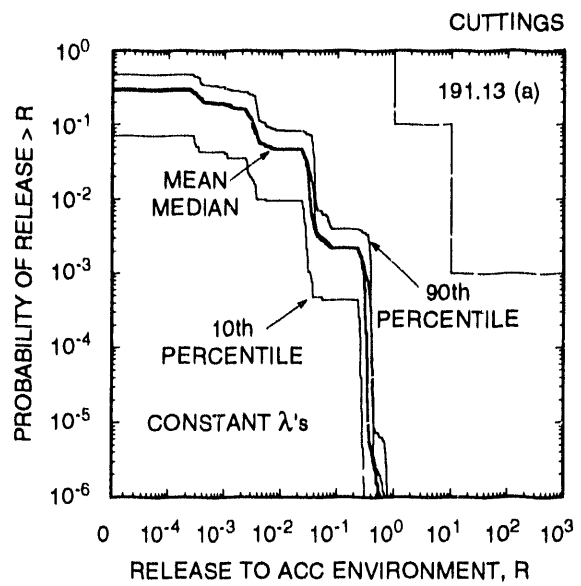 CUTTINGS
10^0
10^-1
10^-2
10^-3
10^-4
10^-5
10^-6
PROBABILITY OF RELEASE > R
191.13 (a)
MEAN
MEDIAN
90th
PERCENTILE
10th
PERCENTILE
CONSTANT λ's
0 10^-4 10^-3 10^-2 10^-1 10^0 10^1 10^2 10^3
RELEASE TO ACC ENVIRONMENT, R